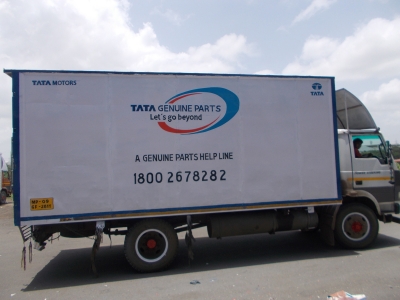 TATA MOTORS
TATA
TATA GENUINE PARTS
Let's go beyond
A GENUINE PARTS HELP LINE
1800 2678282